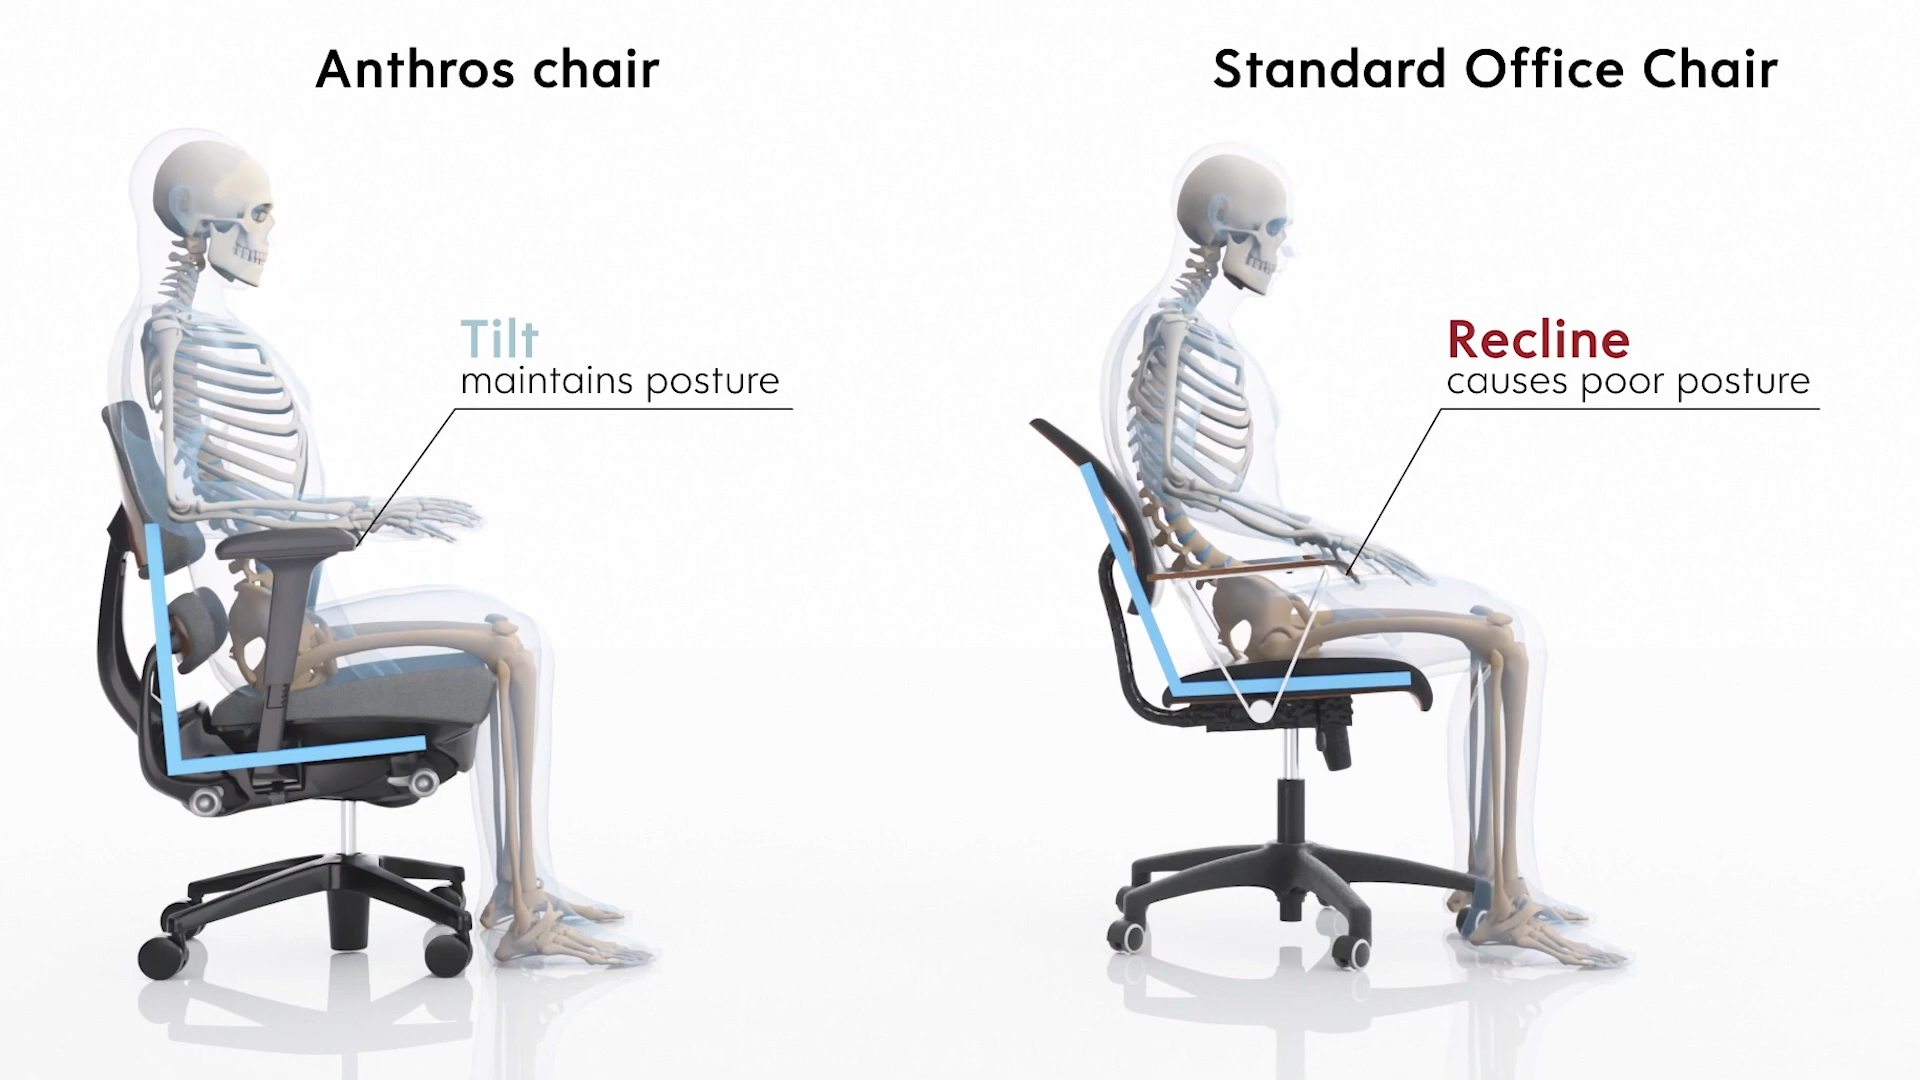 Anthros chair
Standard Office Chair
Tilt
maintains posture
Recline
causes poor posture